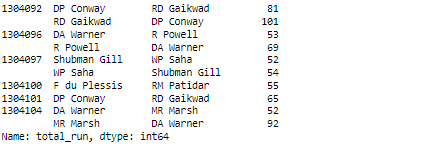 1304092 DP Conway RD Gaikwad 81
RD Gaikwad DP Conway 101
1304096 DA Warner R Powell 53
R Powell DA Warner 69
1304097 Shubman Gill WP Saha 52
WP Saha Shubman Gill 54
1304100 F du Plessis RM Patidar 55
1304101 DP Conway RD Gaikwad 65
1304104 DA Warner MR Marsh 52
MR Marsh DA Warner 92
Name: total_run, dtype: int64